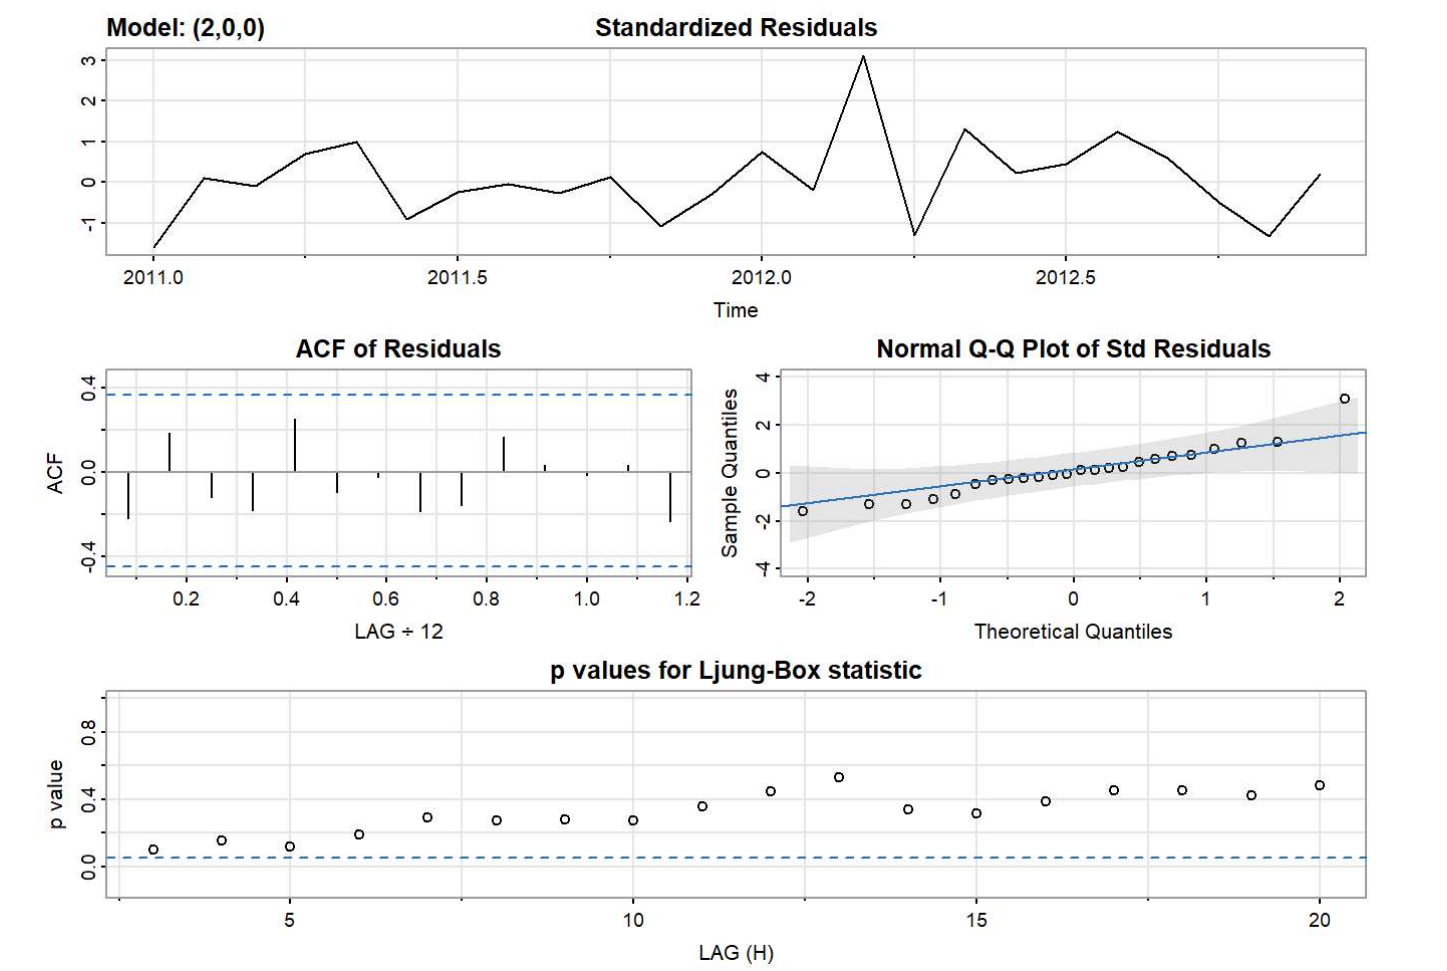 Model: (2,0,0) Standardized Residuals
3
2
1
0
-1
2011.0 2011.5 2012.0 2012.5
Time
ACF of Residuals
ACF
0.4
0.0
-0.4
0.2 0.4 0.6 0.8 1.0 1.2
LAG ÷ 12
Normal Q-Q Plot of Std Residuals
Sample Quantiles
4
2
0
-2
-4
-2 -1 0 1 2
Theoretical Quantiles
p values for Ljung-Box statistic
p value
0.8
0.4
0.0
5 10 15 20
LAG (H)